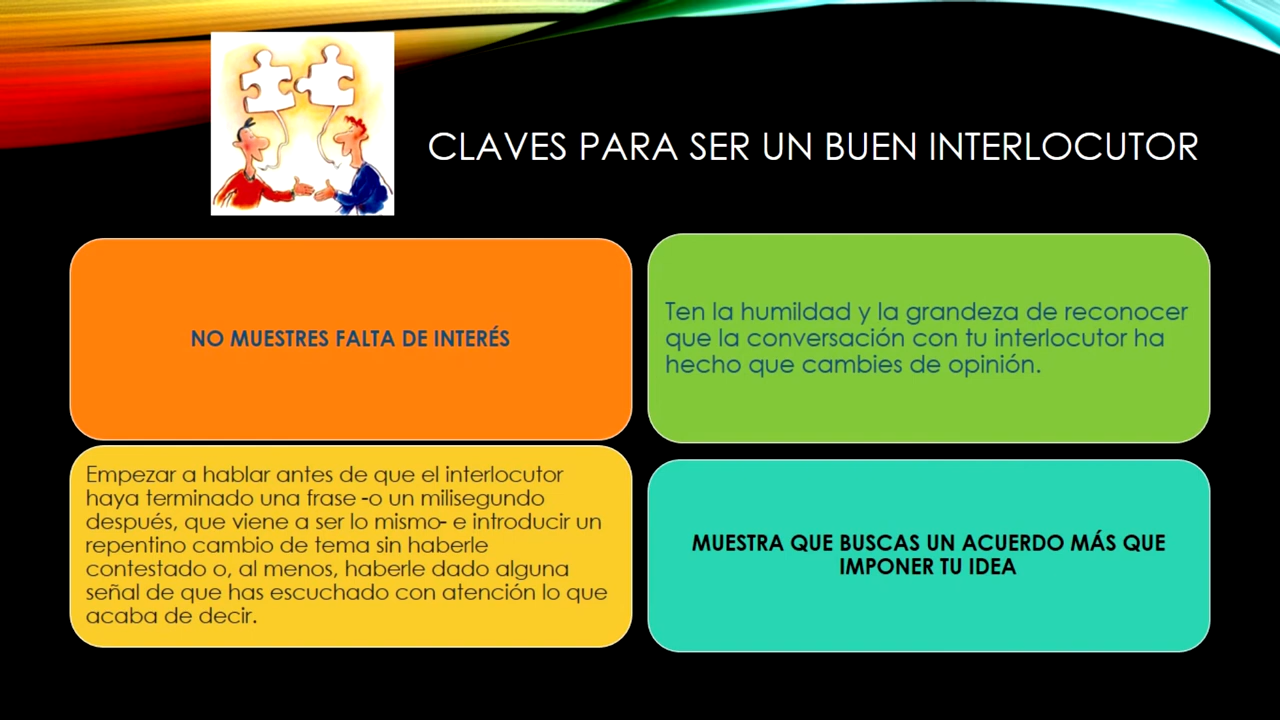 CLAVES PARA SER UN BUEN INTERLOCUTOR
NO MUESTRES FALTA DE INTERÉS
Empezar a hablar antes de que el interlocutor
haya terminado una frase -o un milisegundo
después, que viene a ser lo mismo- e introducir un
repentino cambio de tema sin haberle
contestado o, al menos, haberle dado alguna
señal de que has escuchado con atención lo que
acaba de decir.
Ten la humildad y la grandeza de reconocer
que la conversación con tu interlocutor ha
hecho que cambies de opinión.
MUESTRA QUE BUSCAS UN ACUERDO MÁS QUE
IMPONER TU IDEA